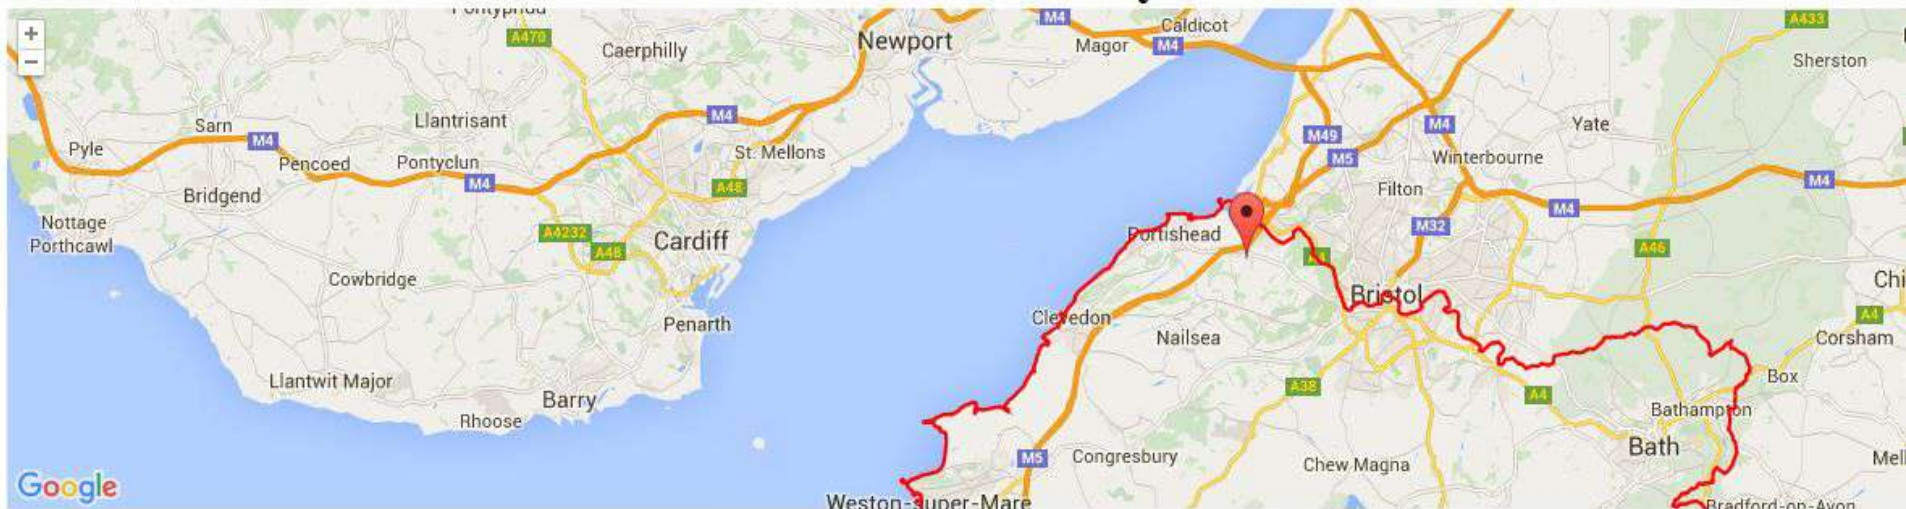 M4
Caldicot
A433
A470
Newport
Magor
M4
Caerphilly
Sherston
Sarn
Llantrisant
M4
M49
M4
Yate
Pyle
M4
Pencoed
Pontyclun
St. Mellons
M5
Winterbourne
M4
A48
Filton
M4
Bridgend
M4
Nottage
Porthcawl
A4232
A48
Cardiff
Portishead
M32
A46
Cowbridge
Bristol
Penarth
Clevedon
Nailsea
A4
Corsham
Llantwit Major
Barry
A38
A4
Box
Rhoose
Bathampton
Bath
M5
Congresbury
Chew Magna
Google
Weston-super-Mare
Bradford-on-Avon